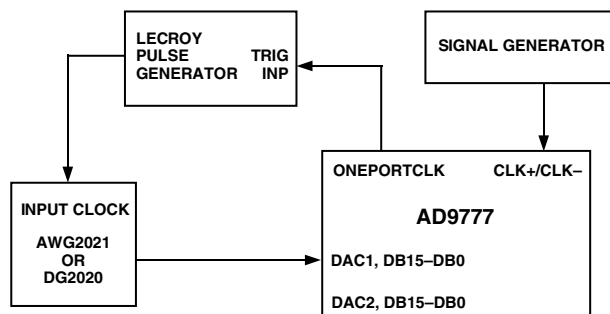 LECROY
PULSE
GENERATOR
TRIG
INP
SIGNAL GENERATOR
ONEPORTCLK
CLK+/CLK–
AD9777
INPUT CLOCK
AWG2021
OR
DG2020
DAC1, DB15–DB0
DAC2, DB15–DB0